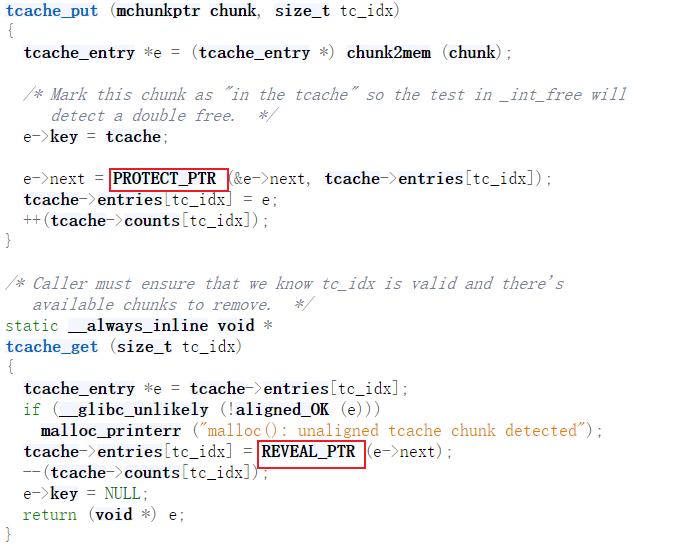 tcache_put (mchunkptr chunk, size_t tc_idx)
{
  tcache_entry *e = (tcache_entry *) chunk2mem (chunk);

  /* Mark this chunk as "in the tcache" so the test in _int_free will
     detect a double free.  */
  e->key = tcache;

  e->next = PROTECT_PTR (&e->next, tcache->entries[tc_idx]);
  tcache->entries[tc_idx] = e;
  ++(tcache->counts[tc_idx]);
}

/* Caller must ensure that we know tc_idx is valid and there's
   available chunks to remove.  */
static __always_inline void *
tcache_get (size_t tc_idx)
{
  tcache_entry *e = tcache->entries[tc_idx];
  if (__glibc_unlikely (!aligned_OK (e)))
    malloc_printerr ("malloc(): unaligned tcache chunk detected");
  tcache->entries[tc_idx] = REVEAL_PTR (e->next);
  --(tcache->counts[tc_idx]);
  e->key = NULL;
  return (void *) e;
}